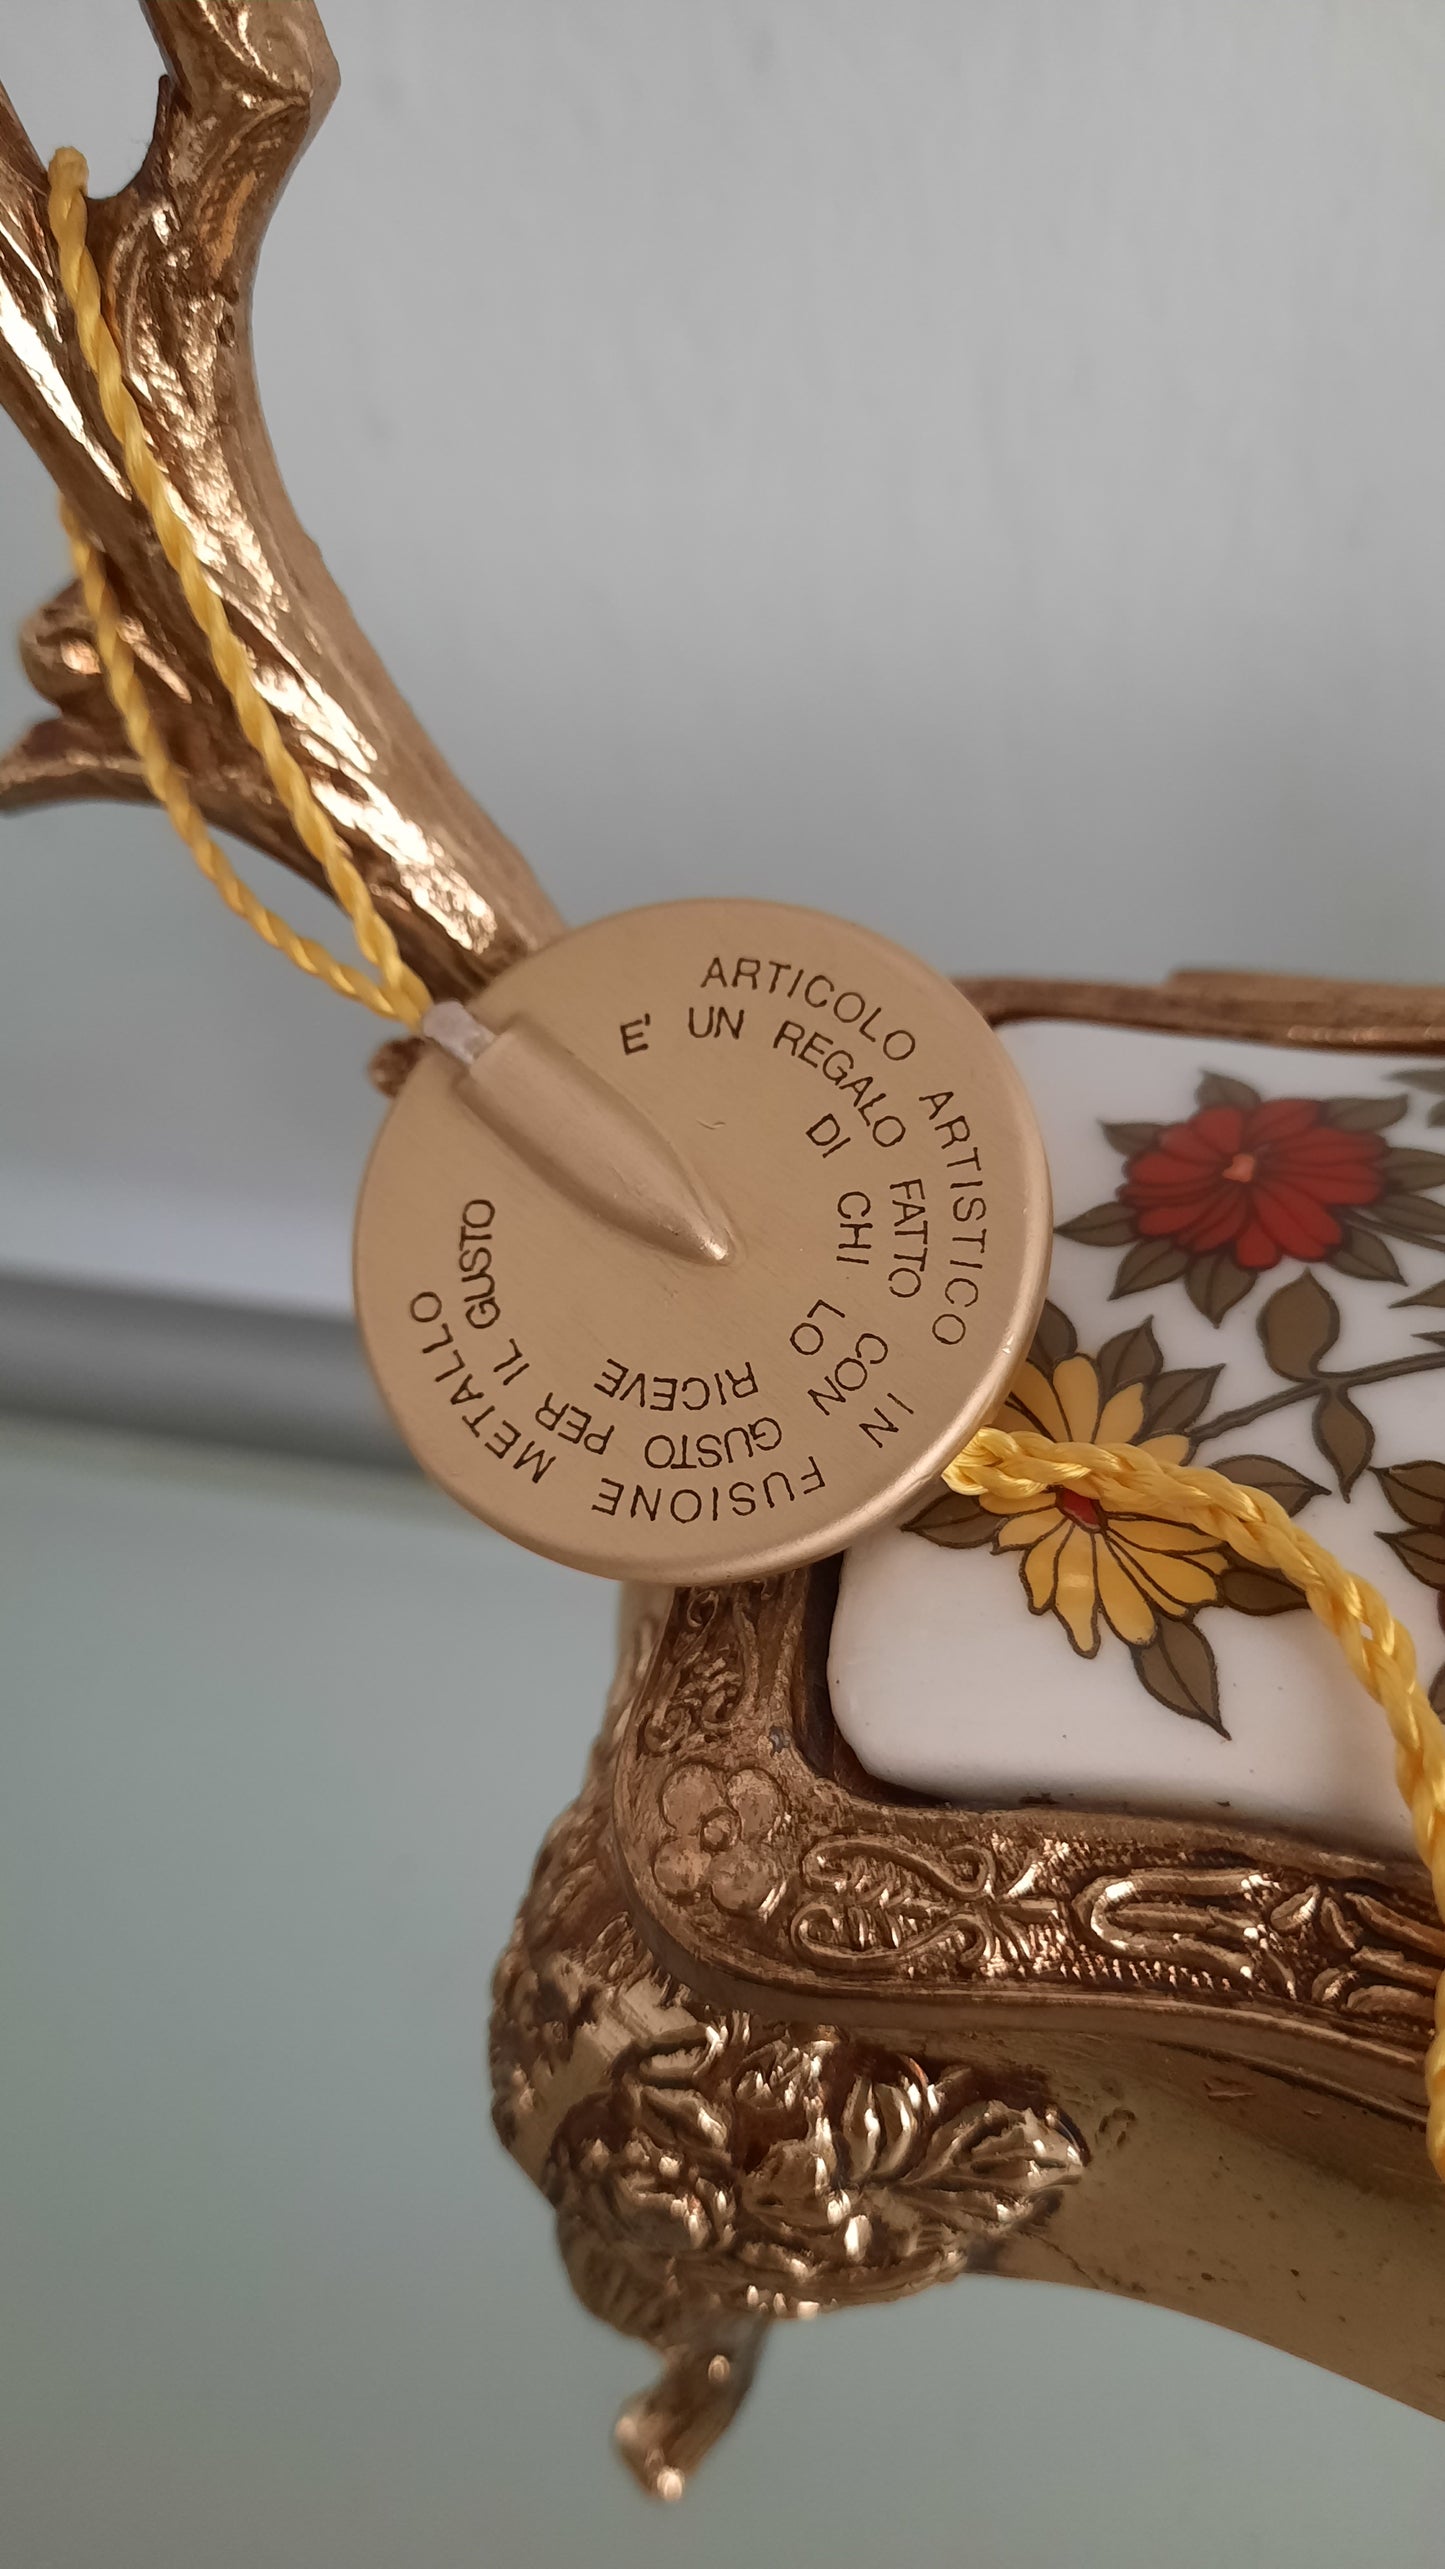 ARTICOLO ARTISTICO IN FUSIONE METALLO
E' UN REGALO FATTO CON GUSTO PER IL GUSTO
DI CHI LO RICEVE